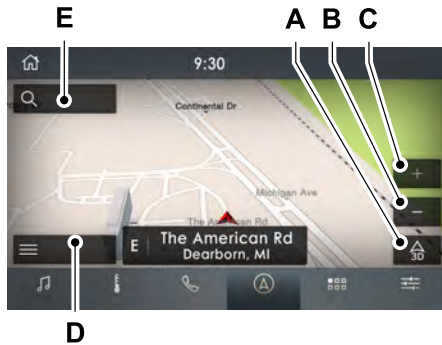 E
A B C
9:30
Continental Dr
+
Michigan Ave
−
The American Rd
E The American Rd
Dearborn, MI
3D
D